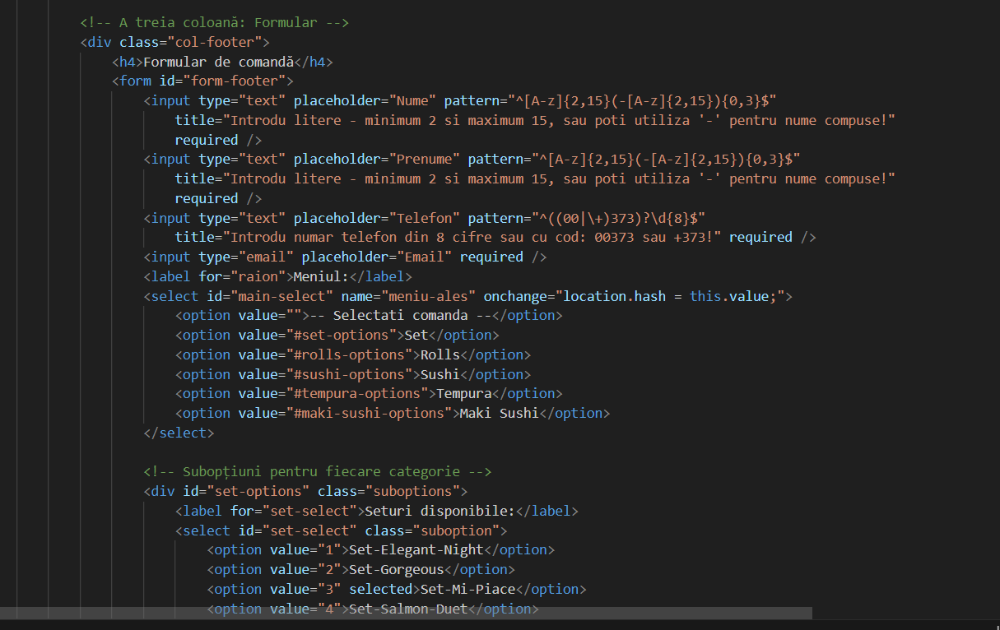 <!-- A treia coloană: Formular -->
<div class="col-footer">
<h4>Formular de comandă</h4>
<form id="form-footer">
<input type="text" placeholder="Nume" pattern="^[A-z]{2,15}(-[A-z]{2,15}){0,3}$"
title="Introdu litere - minimum 2 si maximum 15, sau poti utiliza '-' pentru nume compuse!"
required />
<input type="text" placeholder="Prenume" pattern="^[A-z]{2,15}(-[A-z]{2,15}){0,3}$"
title="Introdu litere - minimum 2 si maximum 15, sau poti utiliza '-' pentru nume compuse!"
required />
<input type="text" placeholder="Telefon" pattern="^((00|\+)373)?\d{8}$"
title="Introdu numar telefon din 8 cifre sau cu cod: 00373 sau +373!" required />
<input type="email" placeholder="Email" required />
<label for="raion">Meniul:</label>
<select id="main-select" name="meniu-ales" onchange="location.hash = this.value;">
<option value="">-- Selectati comanda --</option>
<option value="#set-options">Set</option>
<option value="#rolls-options">Rolls</option>
<option value="#sushi-options">Sushi</option>
<option value="#tempura-options">Tempura</option>
<option value="#maki-sushi-options">Maki Sushi</option>
</select>
<!-- Subopțiuni pentru fiecare categorie -->
<div id="set-options" class="suboptions">
<label for="set-select">Seturi disponibile:</label>
<select id="set-select" class="suboption">
<option value="1">Set-Elegant-Night</option>
<option value="2">Set-Gorgeous</option>
<option value="3" selected>Set-Mi-Piace</option>
<option value="4">Set-Salmon-Duet</option>